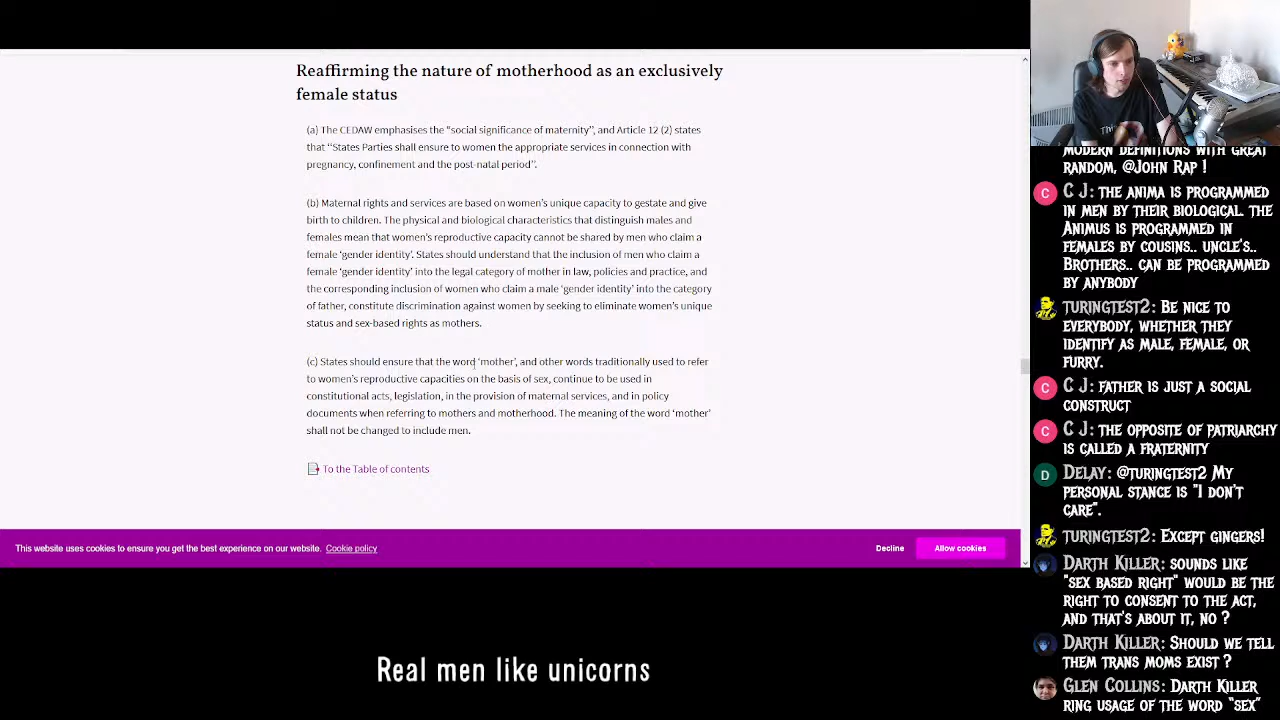 Reaffirming the nature of motherhood as an exclusively
female status
(a) The CEDAW emphasises the “social significance of maternity”, and Article 12 (2) states
that “States Parties shall ensure to women the appropriate services in connection with
pregnancy, confinement and the post-natal period”.
(b) Maternal rights and services are based on women’s unique capacity to gestate and give
birth to children. The physical and biological characteristics that distinguish males and
females mean that women’s reproductive capacity cannot be shared by men who claim a
female ‘gender identity’. States should understand that the inclusion of men who claim a
female ‘gender identity’ into the legal category of mother in law, policies and practice, and
the corresponding inclusion of women who claim a male ‘gender identity’ into the category
of father, constitute discrimination against women by seeking to eliminate women’s unique
status and sex-based rights as mothers.
(c) States should ensure that the word ‘mother’, and other words traditionally used to refer
to women’s reproductive capacities on the basis of sex, continue to be used in
constitutional acts, legislation, in the provision of maternal services, and in policy
documents when referring to mothers and motherhood. The meaning of the word ‘mother’
shall not be changed to include men.
To the Table of contents
This website uses cookies to ensure you get the best experience on our website. Cookie policy
Decline
Allow cookies
Real men like unicorns
MODERN DEFINITIONS WITH GREAT
RANDOM, @JOHN RAP !
C J: THE ANIMA IS PROGRAMMED
IN MEN BY THEIR BIOLOGICAL. THE
ANIMUS IS PROGRAMMED IN
FEMALES BY COUSINS.. UNCLE'S..
BROTHERS.. CAN BE PROGRAMMED
BY ANYBODY
TURINGTEST2: BE NICE TO
EVERYBODY, WHETHER THEY
IDENTIFY AS MALE, FEMALE, OR
FURRY.
C
C J: FATHER IS JUST A SOCIAL
CONSTRUCT
C
C J: THE OPPOSITE OF PATRIARCHY
IS CALLED A FRATERNITY
C
D
DELAY: @TURINGTEST2 MY
PERSONAL STANCE IS "I DON'T
CARE".
TURINGTEST2: EXCEPT GINGERS!
DARTH KILLER: SOUNDS LIKE
"SEX BASED RIGHT" WOULD BE THE
RIGHT TO CONSENT TO THE ACT,
AND THAT'S ABOUT IT, NO ?
DARTH KILLER: SHOULD WE TELL
THEM TRANS MOMS EXIST ?
GLEN COLLINS: DARTH KILLER
RING USAGE OF THE WORD "SEX"